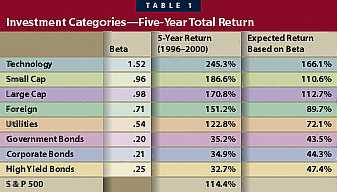 TABLE 1
Investment Categories—Five-Year Total Return
Beta 5-Year Return (1996–2000) Expected Return Based on Beta
Technology 1.52 245.3% 166.1%
Small Cap .96 186.6% 110.6%
Large Cap .98 170.8% 112.7%
Foreign .71 151.2% 89.7%
Utilities .54 122.8% 72.1%
Government Bonds .20 35.2% 43.5%
Corporate Bonds .21 34.9% 44.3%
High Yield Bonds .25 32.7% 47.4%
S & P 500 114.4%